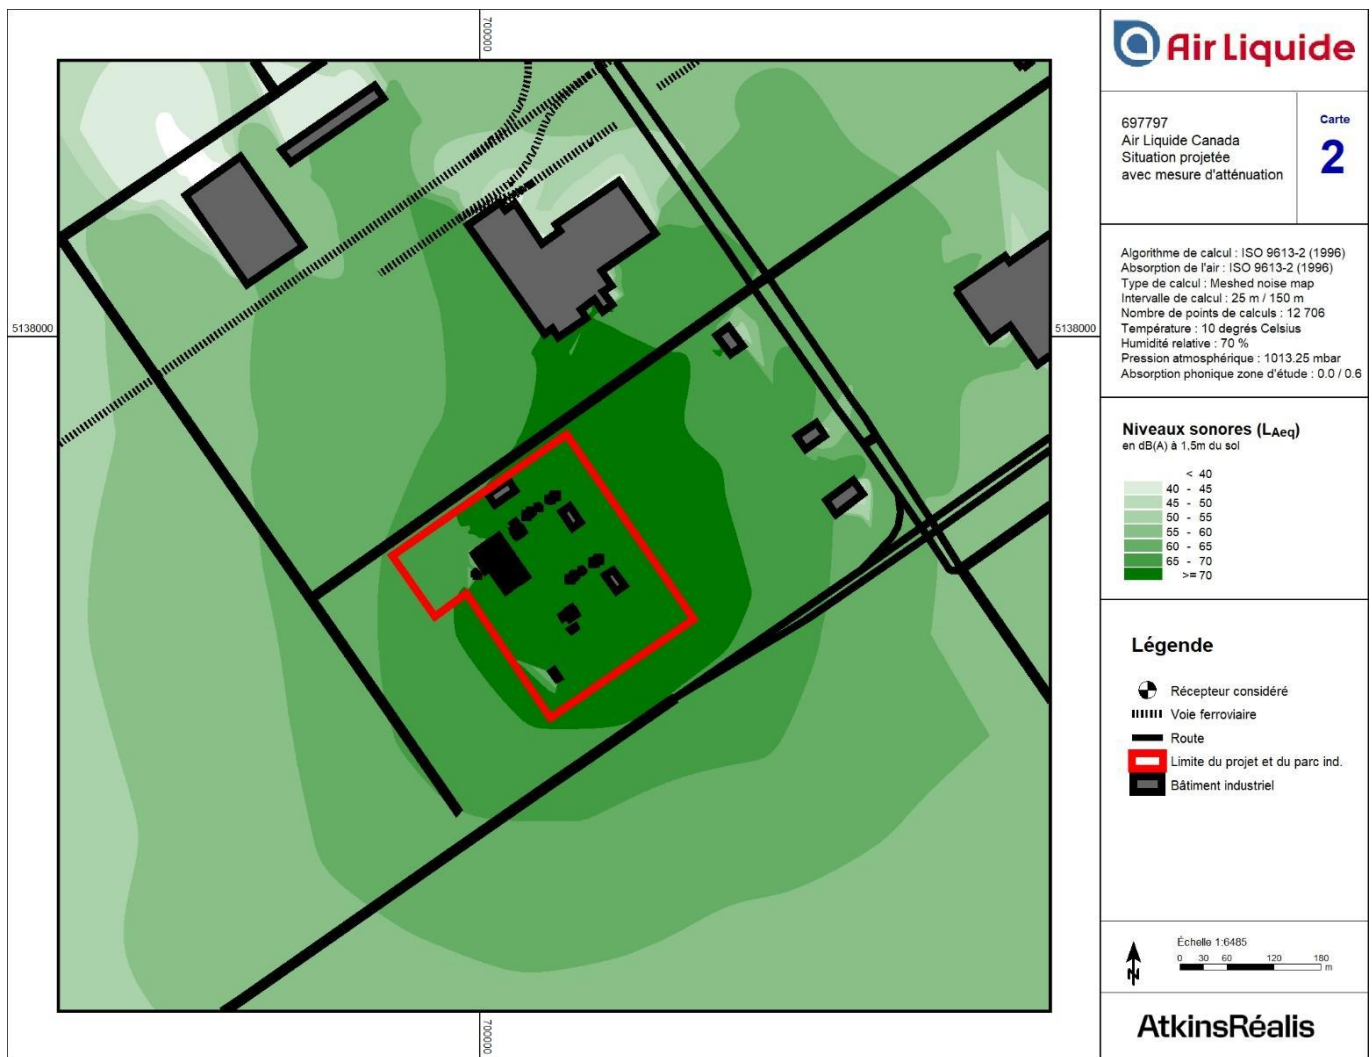 700000
Air Liquide
697797
Air Liquide Canada
Situation projetée
avec mesure d'atténuation
Carte
2
Algorithme de calcul : ISO 9613-2 (1996)
Absorption de l'air : ISO 9613-2 (1996)
Type de calcul : Meshed noise map
Intervalle de calcul : 25 m / 150 m
Nombre de points de calculs : 12 706
Température : 10 degrés Celsius
Humidité relative : 70 %
Pression atmosphérique : 1013.25 mbar
Absorption phonique zone d'étude : 0.0 / 0.6
5138000
5138000
Niveaux sonores (LAeq)
en dB(A) à 1,5m du sol
< 40
40 - 45
45 - 50
50 - 55
55 - 60
60 - 65
65 - 70
>= 70
Légende
Récepteur considéré
Voie ferroviaire
Route
Limite du projet et du parc ind.
Bâtiment industriel
N
Échelle 1:6485
0 30 60 120 180
m
AtkinsRéalis
700000